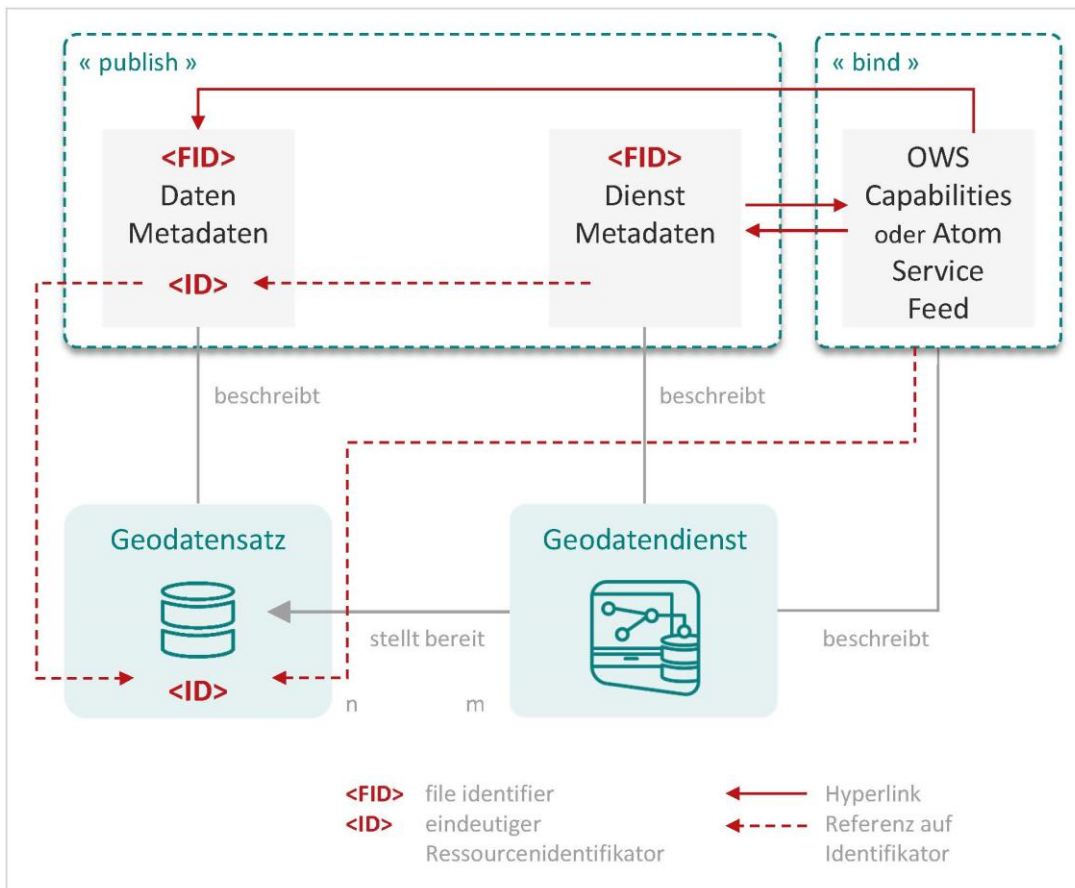 « publish »
« bind »
<FID>
Daten
Metadaten
<ID>
<FID>
Dienst
Metadaten
OWS
Capabilities
oder Atom
Service
Feed
beschreibt
beschreibt
Geodatensatz
<ID>
Geodatendienst
stellt bereit
beschreibt
n
m
<FID> file identifier
<ID> eindeutiger
Ressourcenidentifikator
Hyperlink
Referenz auf
Identifikator